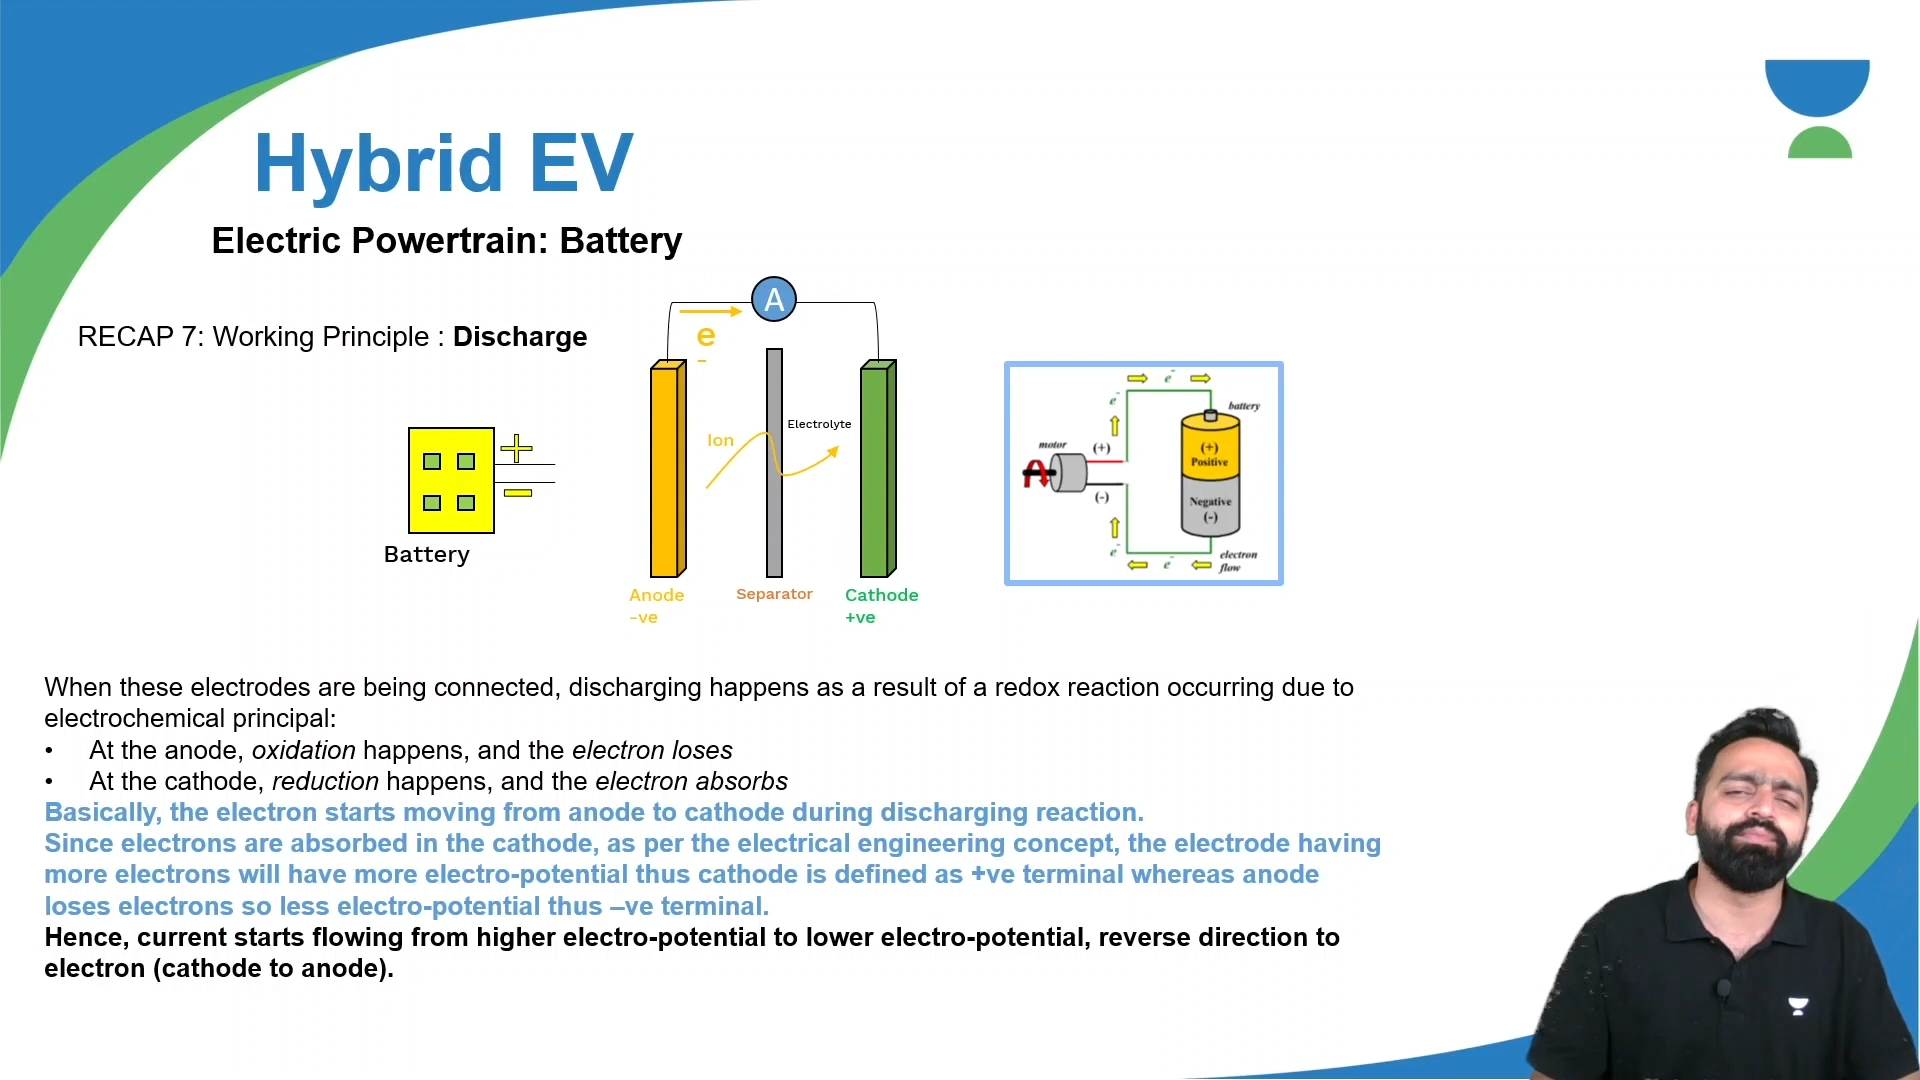 Hybrid EV
Electric Powertrain: Battery
RECAP 7: Working Principle : Discharge
A
e
-
Ion
Electrolyte
Battery
Anode
-ve
Separator
Cathode
+ve
e-
e-
battery
motor
(+)
(+)
Positive
(-)
Negative
(-)
e-
e-
electron
flow
When these electrodes are being connected, discharging happens as a result of a redox reaction occurring due to
electrochemical principal:
• At the anode, oxidation happens, and the electron loses
• At the cathode, reduction happens, and the electron absorbs
Basically, the electron starts moving from anode to cathode during discharging reaction.
Since electrons are absorbed in the cathode, as per the electrical engineering concept, the electrode having
more electrons will have more electro-potential thus cathode is defined as +ve terminal whereas anode
loses electrons so less electro-potential thus –ve terminal.
Hence, current starts flowing from higher electro-potential to lower electro-potential, reverse direction to
electron (cathode to anode).